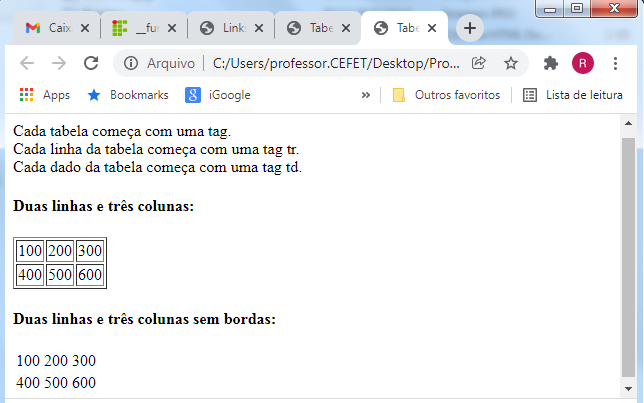 Caix
__fur
Links
Tabe
Tabe
Arquivo | C:/Users/professor.CEFET/Desktop/Pro...
R
Apps Bookmarks iGoogle » Outros favoritos Lista de leitura
Cada tabela começa com uma tag.
Cada linha da tabela começa com uma tag tr.
Cada dado da tabela começa com uma tag td.
Duas linhas e três colunas:
100 200 300
400 500 600
Duas linhas e três colunas sem bordas:
100 200 300
400 500 600